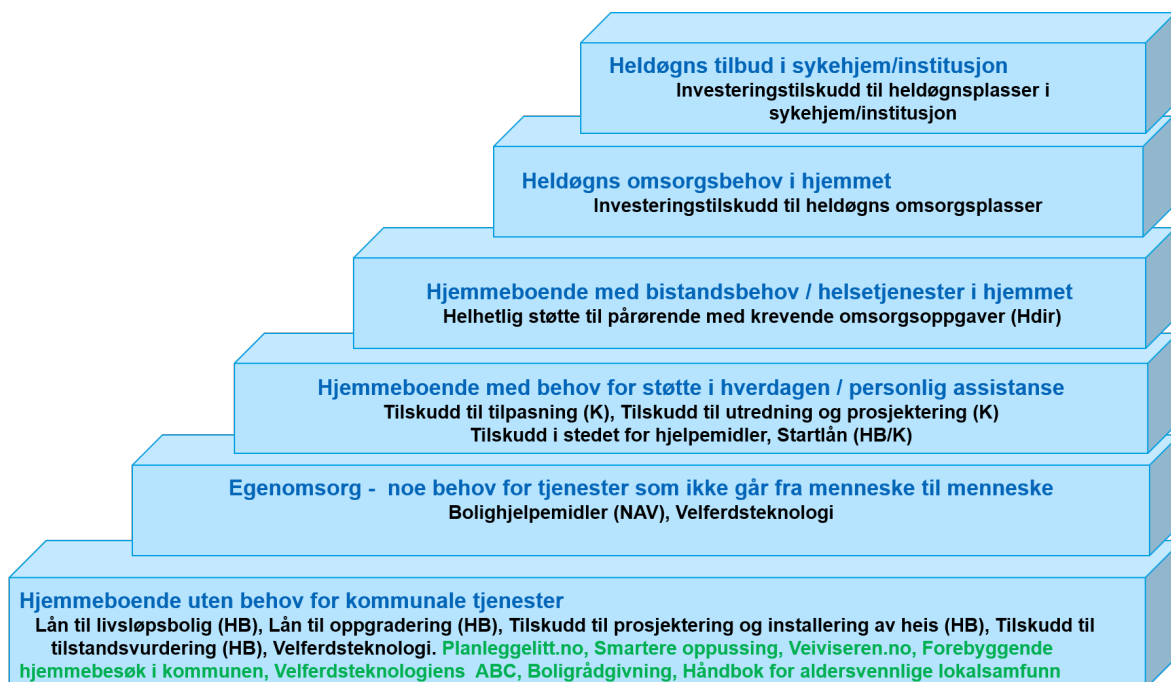 Heldøgns tilbud i sykehjem/institusjon
Investeringstilskudd til heldøgnsplasser i
sykehjem/institusjon
Heldøgns omsorgsbehov i hjemmet
Investeringstilskudd til heldøgns omsorgsplasser
Hjemmeboende med bistandsbehov / helsetjenester i hjemmet
Helhetlig støtte til pårørende med krevende omsorgsoppgaver (Hdir)
Hjemmeboende med behov for støtte i hverdagen / personlig assistanse
Tilskudd til tilpasning (K), Tilskudd til utredning og prosjektering (K)
Tilskudd i stedet for hjelpemidler, Startlån (HB/K)
Egenomsorg - noe behov for tjenester som ikke går fra menneske til menneske
Bolighjelpemidler (NAV), Velferdsteknologi
Hjemmeboende uten behov for kommunale tjenester
Lån til livsløpsbolig (HB), Lån til oppgradering (HB), Tilskudd til prosjektering og installering av heis (HB), Tilskudd til
tilstandsvurdering (HB), Velferdsteknologi. Planleggelitt.no, Smartere oppussing, Veiviseren.no, Forebyggende
hjemmebesøk i kommunen, Velferdsteknologiens ABC, Boligrådgivning, Håndbok for aldersvennlige lokalsamfunn